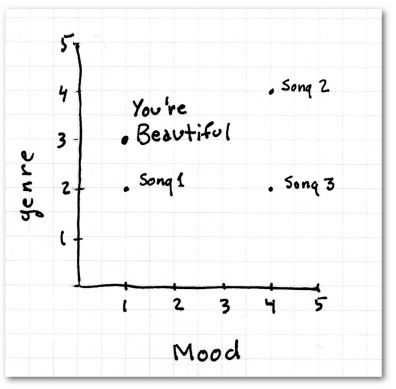 5
4
Song 2
You're
Beautiful
3
genre
Song 1
2
Song 3
1
1 2 3 4 5
Mood